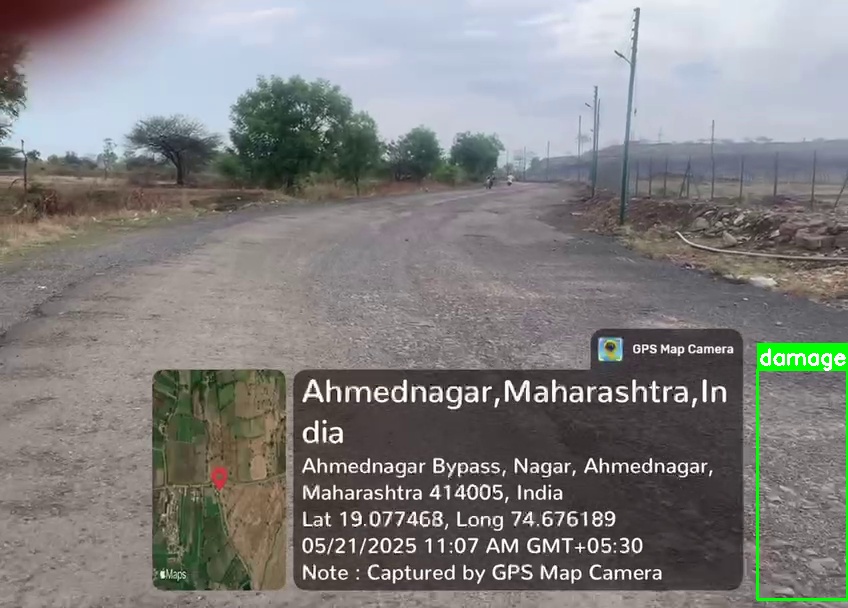 GPS Map Camera
damage
Ahmednagar,Maharashtra,In
dia
Ahmednagar Bypass, Nagar, Ahmednagar,
Maharashtra 414005, India
Lat 19.077468, Long 74.676189
05/21/2025 11:07 AM GMT+05:30
Note : Captured by GPS Map Camera
Maps